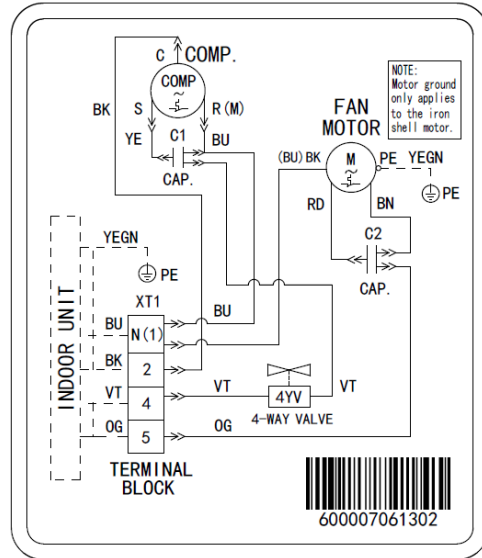 C COMP.
COMP
BK
S
R(M)
YE
C1
BU
CAP.
NOTE:
Motor ground
only applies
to the iron
shell motor.
FAN
MOTOR
(BU)BK
M
PE
YEGN
PE
RD
BN
C2
CAP.
YEGN
PE
INDOOR UNIT
XT1
BU
N(1)
BU
BK
2
VT
4
VT
4YV
VT
4-WAY VALVE
OG
5
OG
TERMINAL
BLOCK
600007061302